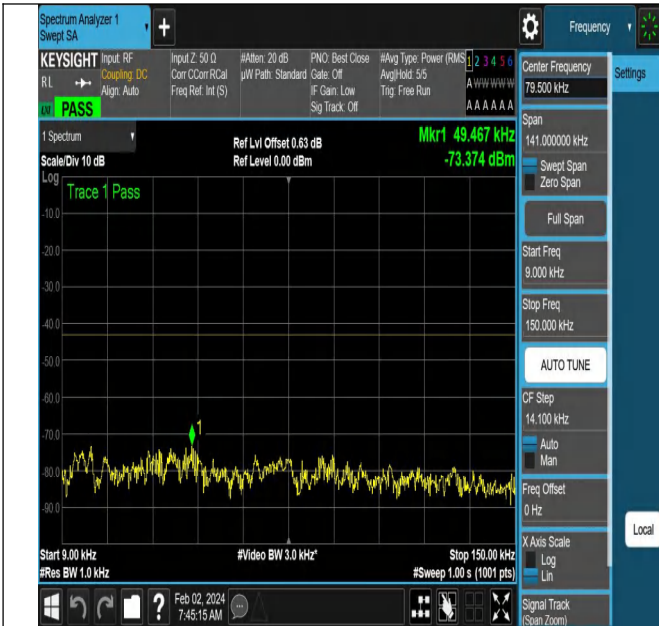 Spectrum Analyzer 1
Swept SA
+
Frequency
KEYSIGHT
RL
PASS
Input: RF
Coupling: DC
Align: Auto
Input Z: 50 Ω
Corr CCorr RCal
Freq Ref: Int (S)
#Atten: 20 dB
µW Path: Standard
PNO: Best Close
Gate: Off
IF Gain: Low
Sig Track: Off
#Avg Type: Power (RMS
Avg|Hold: 5/5
Trig: Free Run
1 2 3 4 5 6
A W W W W W
A A A A A A
1 Spectrum
Scale/Div 10 dB
Ref Lvl Offset 0.63 dB
Ref Level 0.00 dBm
Mkr1 49.467 kHz
-73.374 dBm
Log
Trace 1 Pass
-10.0
-20.0
-30.0
-40.0
-50.0
-60.0
-70.0
-80.0
-90.0
1
Start 9.00 kHz
#Res BW 1.0 kHz
#Video BW 3.0 kHz*
Stop 150.00 kHz
#Sweep 1.00 s (1001 pts)
?
Feb 02, 2024
7:45:15 AM
Center Frequency
79.500 kHz
Span
141.000000 kHz
Swept Span
Zero Span
Full Span
Start Freq
9.000 kHz
Stop Freq
150.000 kHz
AUTO TUNE
CF Step
14.100 kHz
Auto
Man
Freq Offset
0 Hz
X Axis Scale
Log
Lin
Signal Track
(Span Zoom)
Settings
Local